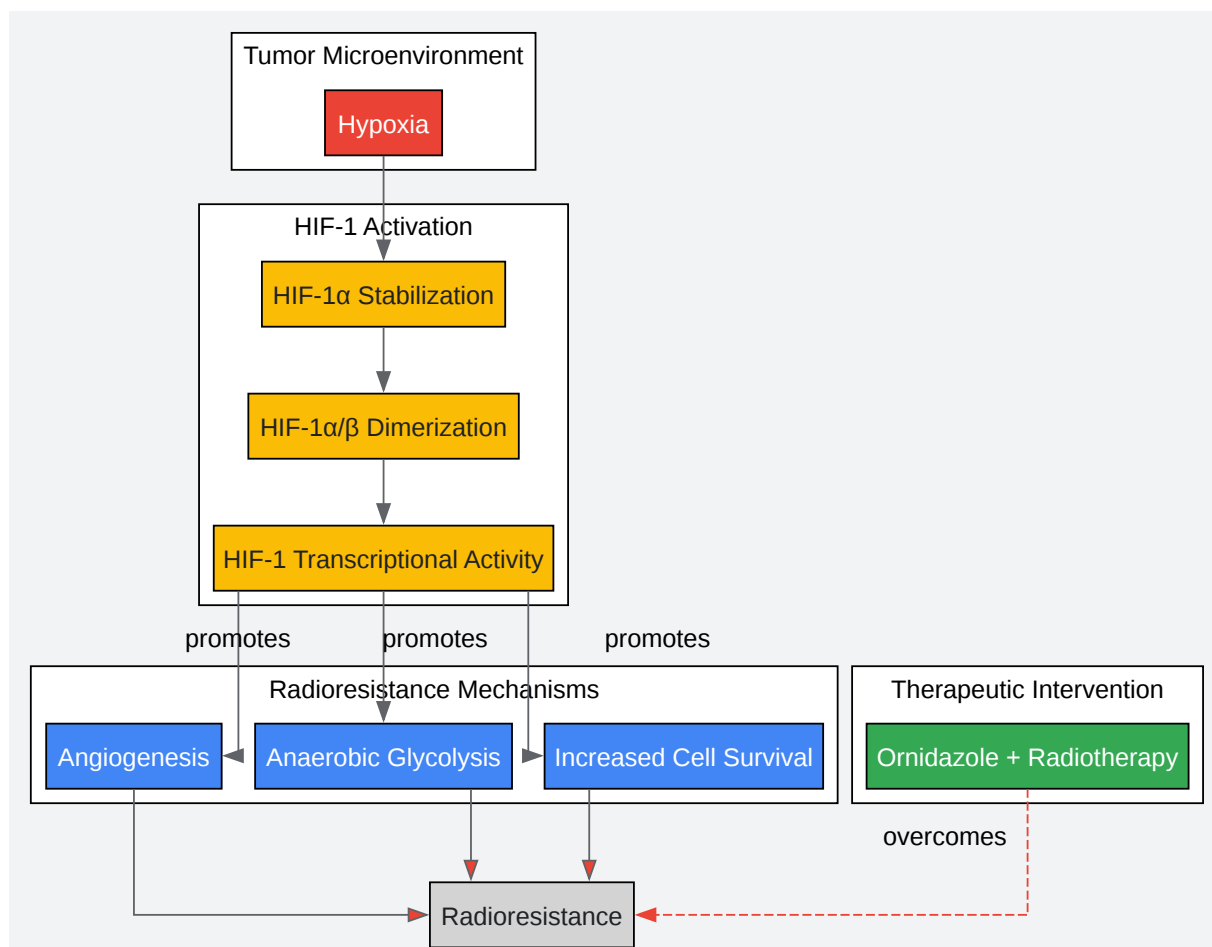 Tumor Microenvironment
Hypoxia
HIF-1 Activation
HIF-1α Stabilization
HIF-1α/β Dimerization
HIF-1 Transcriptional Activity
promotes
promotes
promotes
Radioresistance Mechanisms
Therapeutic Intervention
Angiogenesis
Anaerobic Glycolysis
Increased Cell Survival
Ornidazole + Radiotherapy
overcomes
Radioresistance